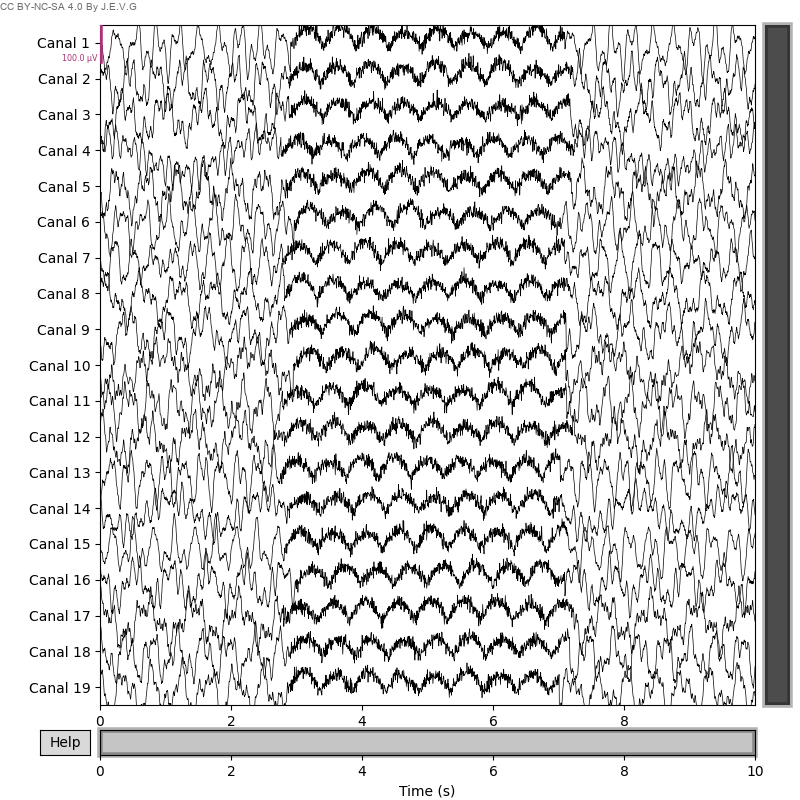 CC BY-NC-SA 4.0 By J.E.V.G
Canal 1
100.0 µV
Canal 2
Canal 3
Canal 4
Canal 5
Canal 6
Canal 7
Canal 8
Canal 9
Canal 10
Canal 11
Canal 12
Canal 13
Canal 14
Canal 15
Canal 16
Canal 17
Canal 18
Canal 19
0 2 4 6 8
Help
0 2 4 6 8 10
Time (s)